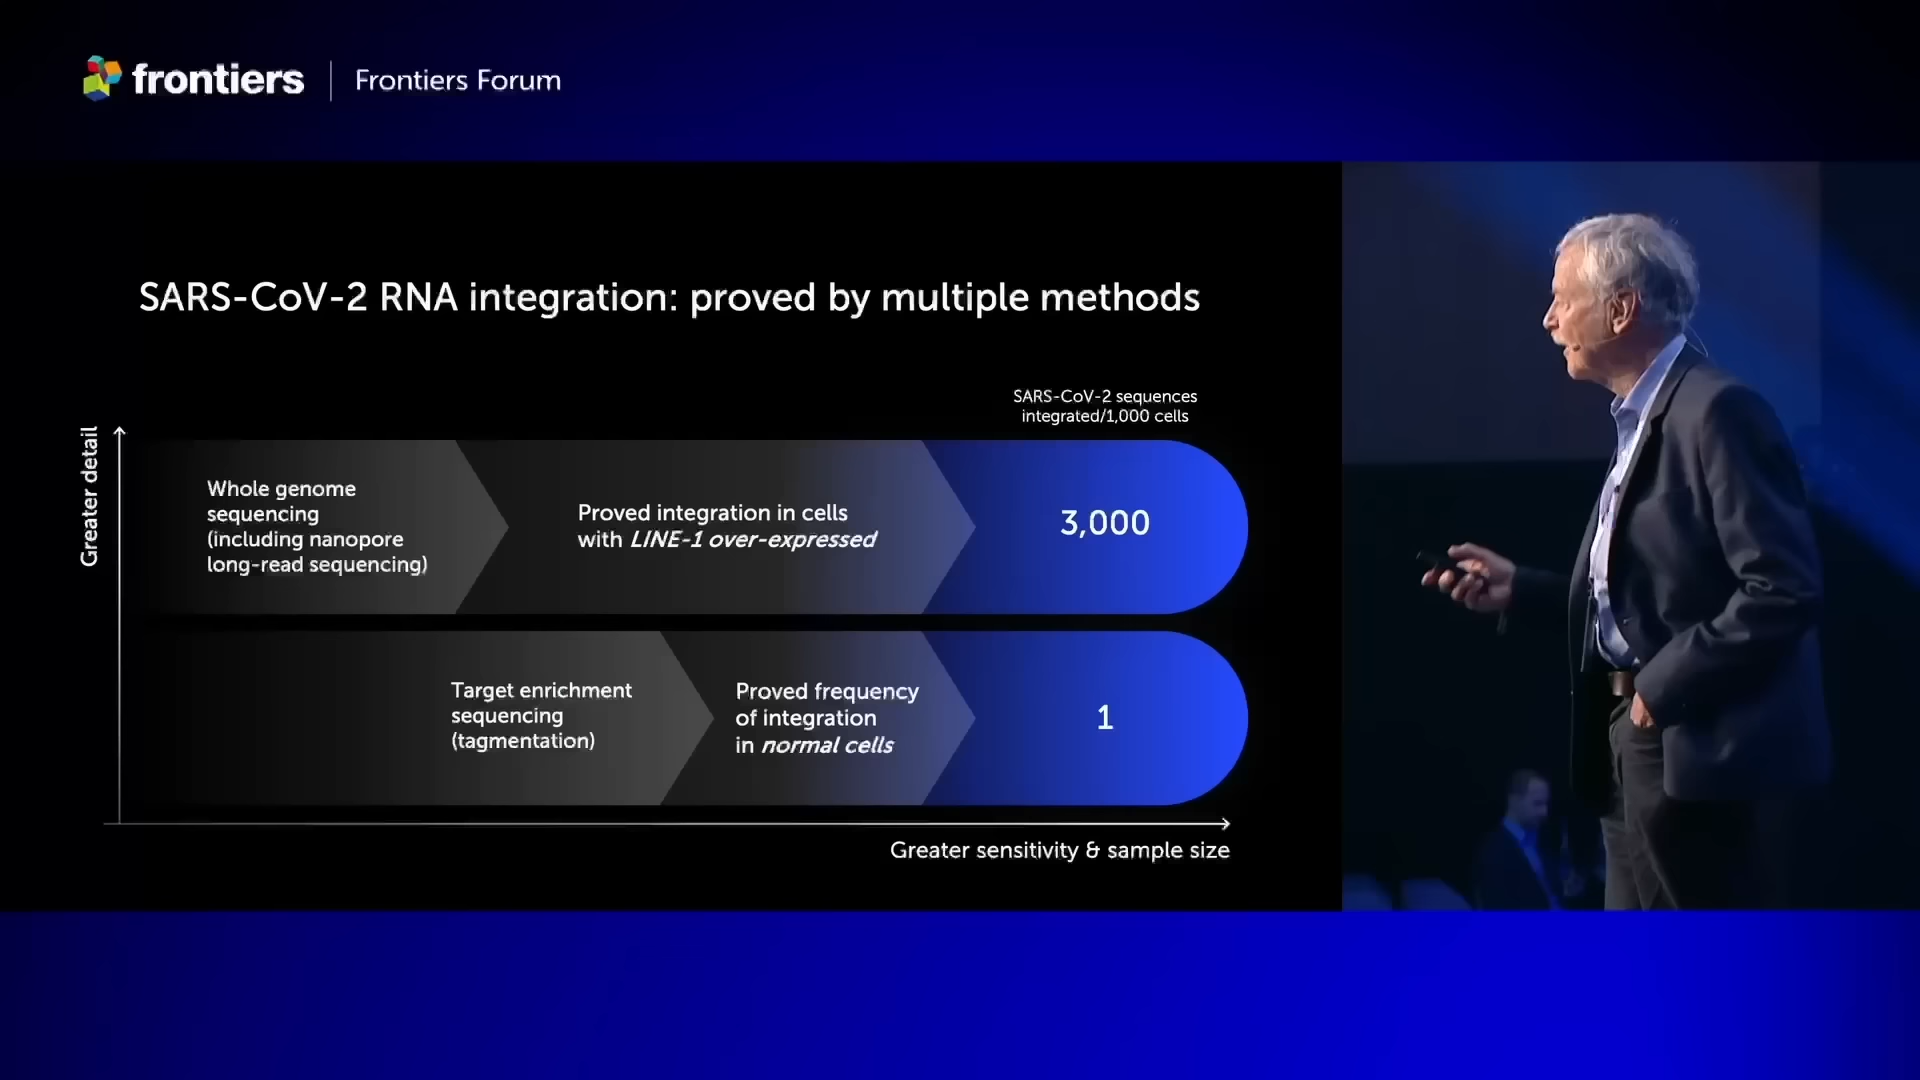 frontiers
Frontiers Forum
SARS-CoV-2 RNA integration: proved by multiple methods
SARS-CoV-2 sequences
integrated/1,000 cells
Greater detail
Whole genome
sequencing
(including nanopore
long-read sequencing)
Proved integration in cells
with LINE-1 over-expressed
3,000
Target enrichment
sequencing
(tagmentation)
Proved frequency
of integration
in normal cells
1
Greater sensitivity & sample size